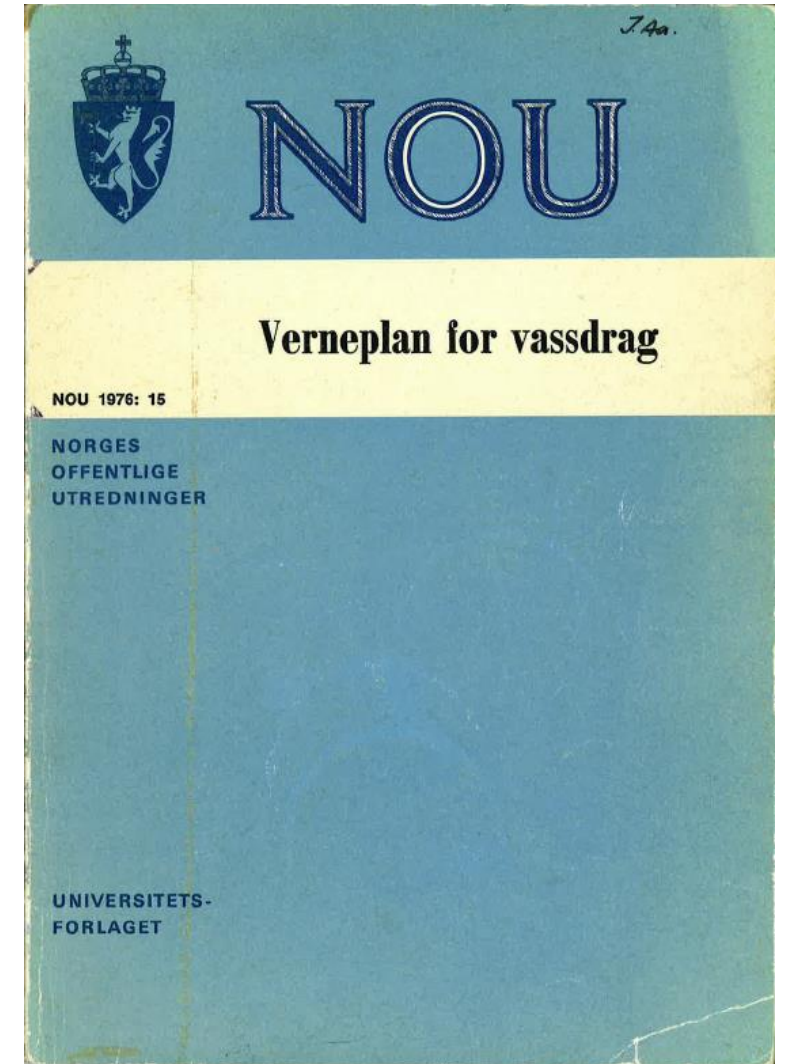 J. Aa.
NOU
Verneplan for vassdrag
NOU 1976: 15
NORGES
OFFENTLIGE
UTREDNINGER
UNIVERSITETS-
FORLAGET